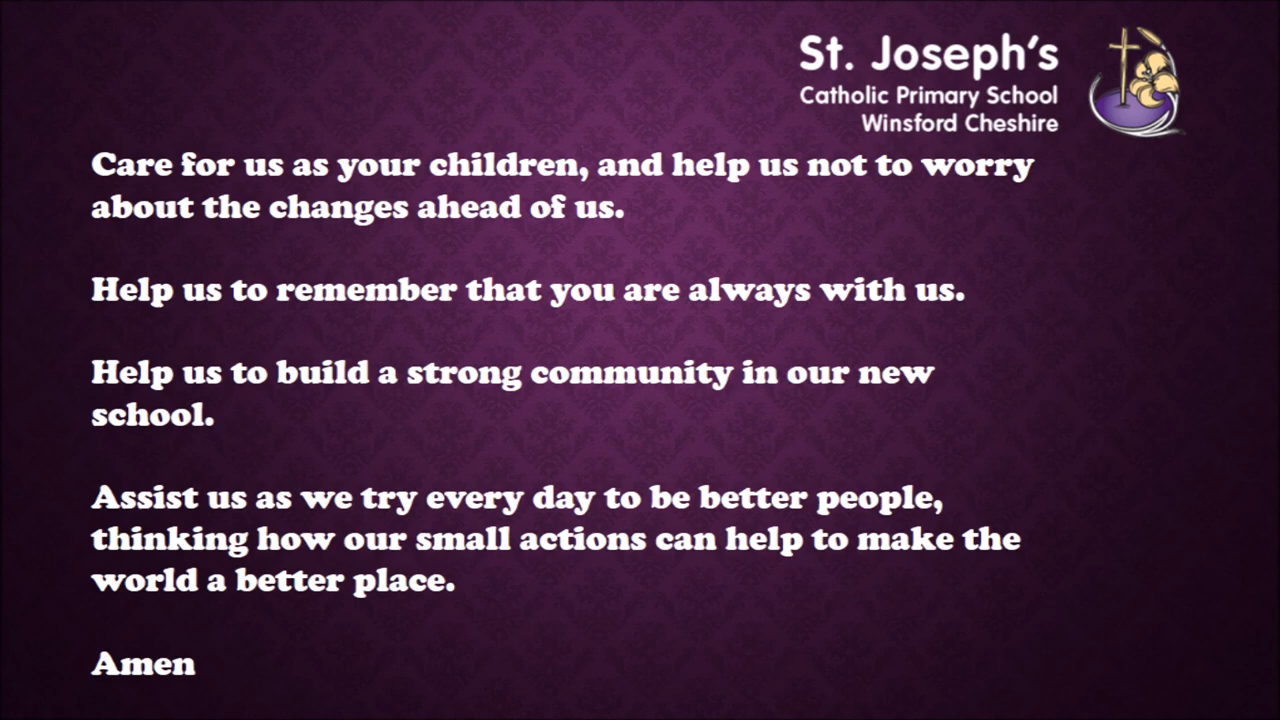 St. Joseph's
Catholic Primary School
Winsford Cheshire
Care for us as your children, and help us not to worry
about the changes ahead of us.
Help us to remember that you are always with us.
Help us to build a strong community in our new
school.
Assist us as we try every day to be better people,
thinking how our small actions can help to make the
world a better place.
Amen